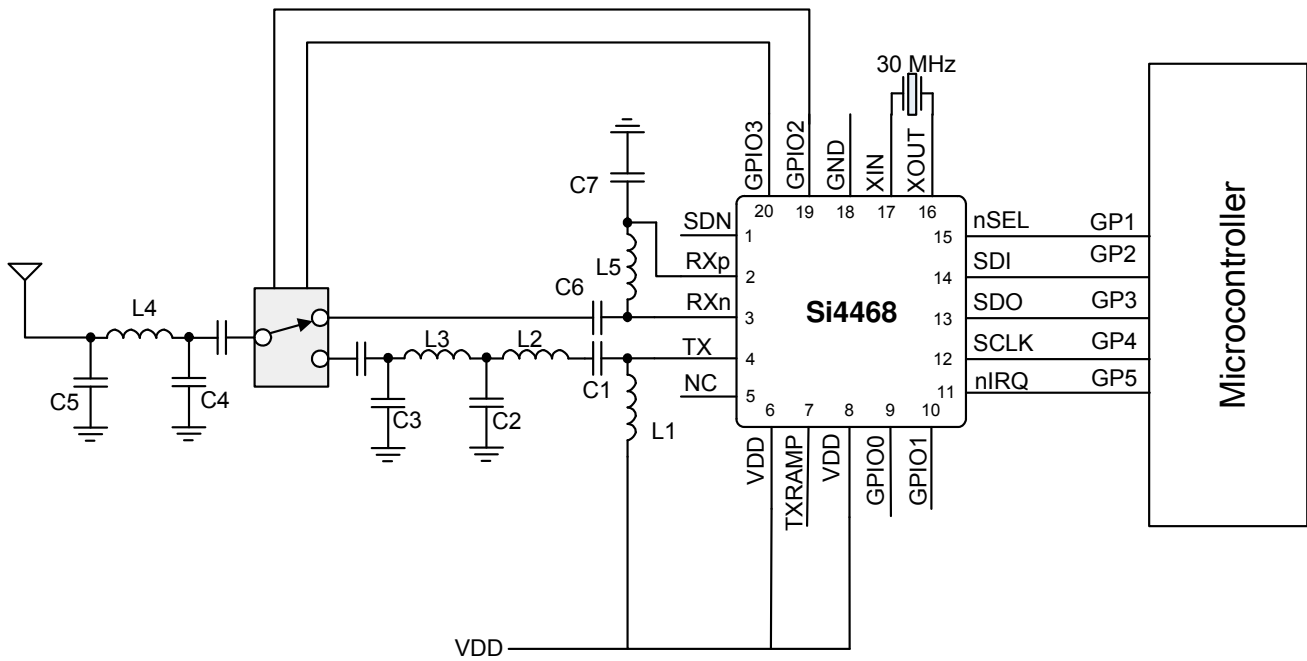 30 MHz
GPIO3
GPIO2
GND
XIN
XOUT
C7
20
19
18
17
16
SDN
1
15
nSEL
GP1
L5
RXp
2
14
SDI
GP2
C6
RXn
3
Si4468
13
SDO
GP3
L4
L3
L2
TX
4
12
SCLK
GP4
C5
C4
C3
C2
C1
L1
NC
5
11
nIRQ
GP5
6
7
8
9
10
VDD
TXRAMP
VDD
GPIO0
GPIO1
Microcontroller
VDD